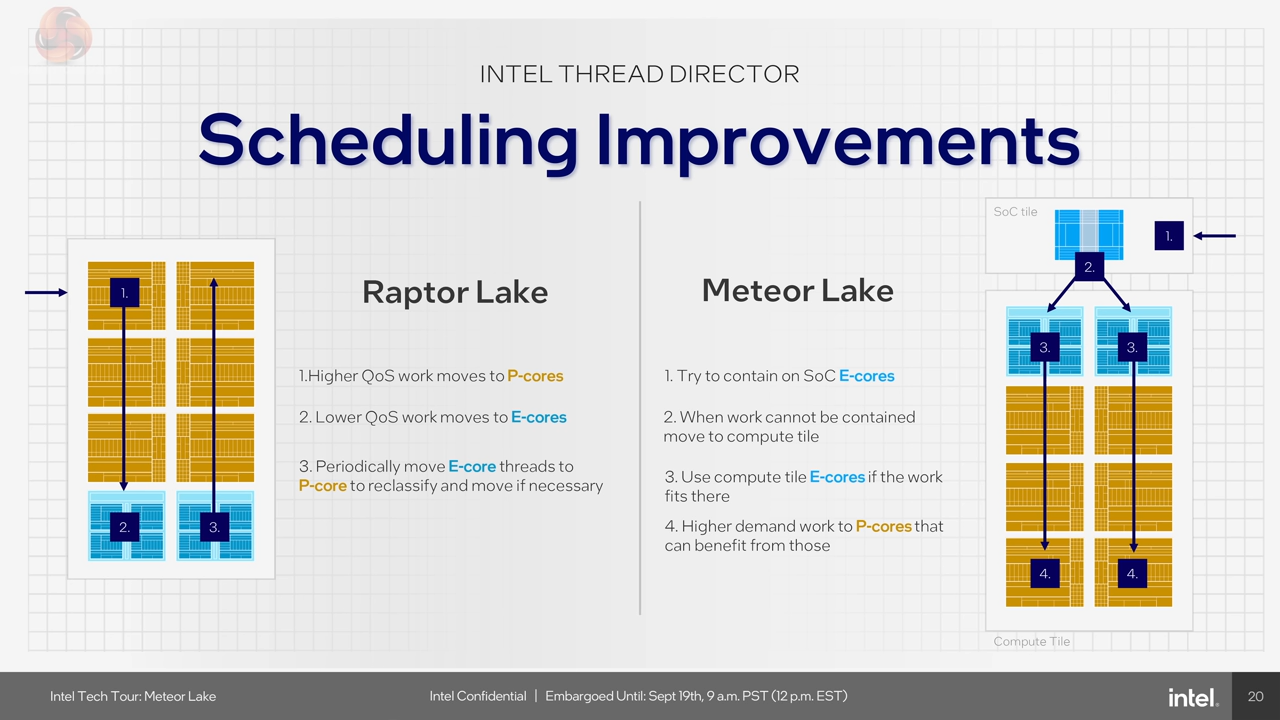 INTEL THREAD DIRECTOR
Scheduling Improvements
Raptor Lake
1.
2.
3.
1.Higher QoS work moves to P-cores
2. Lower QoS work moves to E-cores
3. Periodically move E-core threads to
P-core to reclassify and move if necessary
Meteor Lake
1. Try to contain on SoC E-cores
2. When work cannot be contained
move to compute tile
3. Use compute tile E-cores if the work
fits there
4. Higher demand work to P-cores that
can benefit from those
SoC tile
1.
2.
3.
3.
4.
4.
Compute Tile
Intel Tech Tour: Meteor Lake
Intel Confidential | Embargoed Until: Sept 19th, 9 a.m. PST (12 p.m. EST)
intel.
20